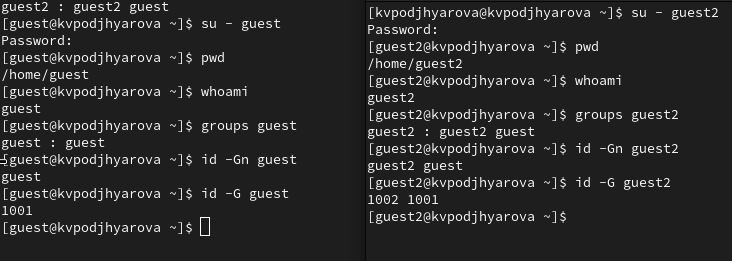 guest2 : guest2 guest
[guest@kvpodjhyarova ~]$ su - guest
Password:
[guest@kvpodjhyarova ~]$ pwd
/home/guest
[guest@kvpodjhyarova ~]$ whoami
guest
[guest@kvpodjhyarova ~]$ groups guest
guest : guest
[guest@kvpodjhyarova ~]$ id -Gn guest
guest
[guest@kvpodjhyarova ~]$ id -G guest
1001
[guest@kvpodjhyarova ~]$
[kvpodjhyarova@kvpodjhyarova ~]$ su - guest2
Password:
[guest2@kvpodjhyarova ~]$ pwd
/home/guest2
[guest2@kvpodjhyarova ~]$ whoami
guest2
[guest2@kvpodjhyarova ~]$ groups guest2
guest2 : guest2 guest
[guest2@kvpodjhyarova ~]$ id -Gn guest2
guest2 guest
[guest2@kvpodjhyarova ~]$ id -G guest2
1002 1001
[guest2@kvpodjhyarova ~]$